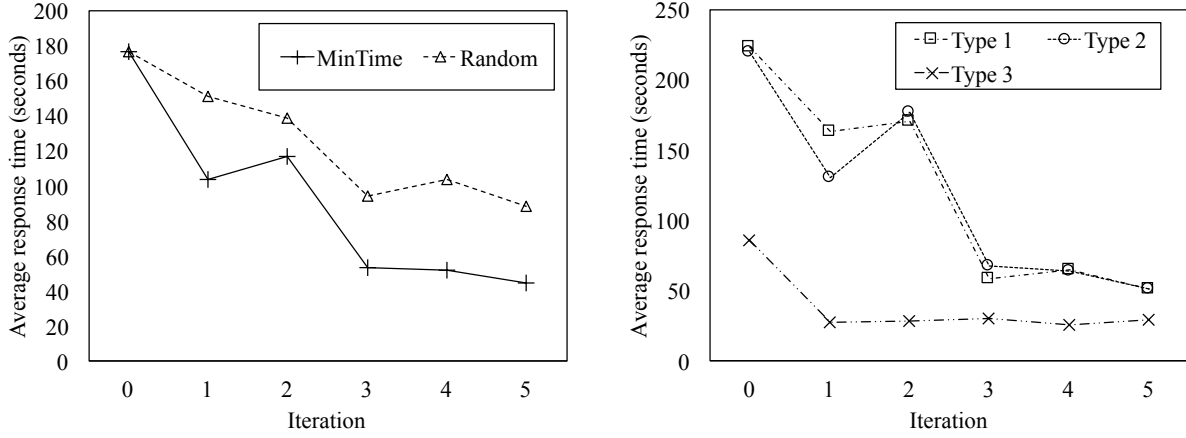 Average response time (seconds)
200
180
160
140
120
100
80
60
40
20
0
MinTime
Random
0 1 2 3 4 5
Iteration
Average response time (seconds)
250
200
150
100
50
0
Type 1
Type 2
Type 3
0 1 2 3 4 5
Iteration